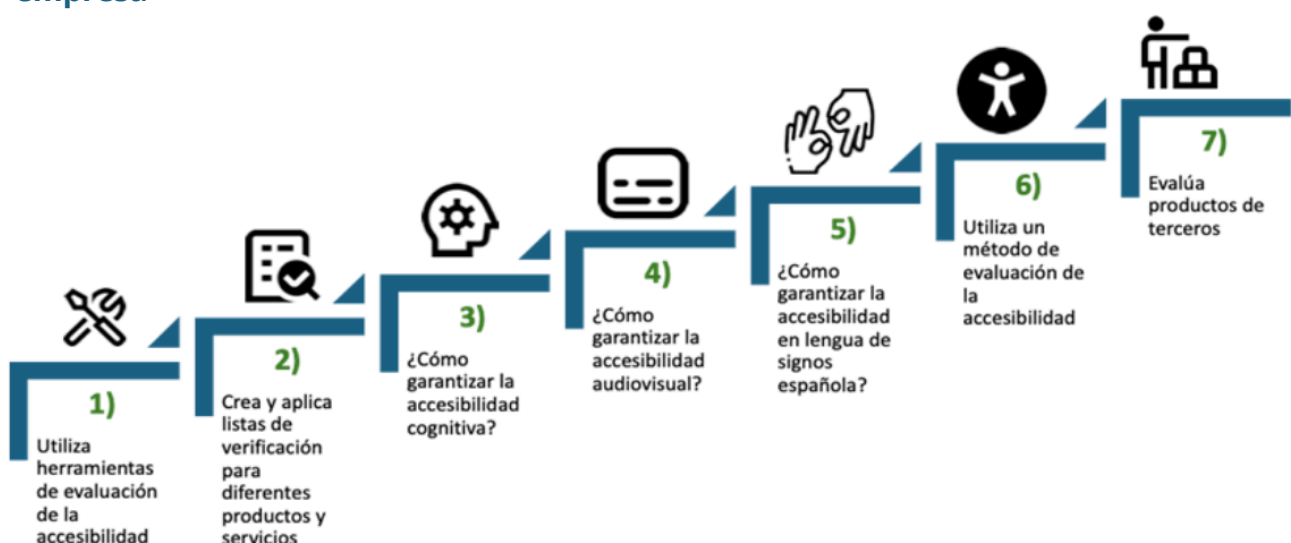 empresa
1)
Utiliza
herramientas
de evaluación
de la
accesibilidad
2)
Crea y aplica
listas de
verificación
para
diferentes
productos y
servicios
3)
¿Cómo
garantizar la
accesibilidad
cognitiva?
4)
¿Cómo
garantizar la
accesibilidad
audiovisual?
5)
¿Cómo
garantizar la
accesibilidad
en lengua de
signos
española?
6)
Utiliza un
método de
evaluación de
la
accesibilidad
7)
Evalúa
productos de
terceros